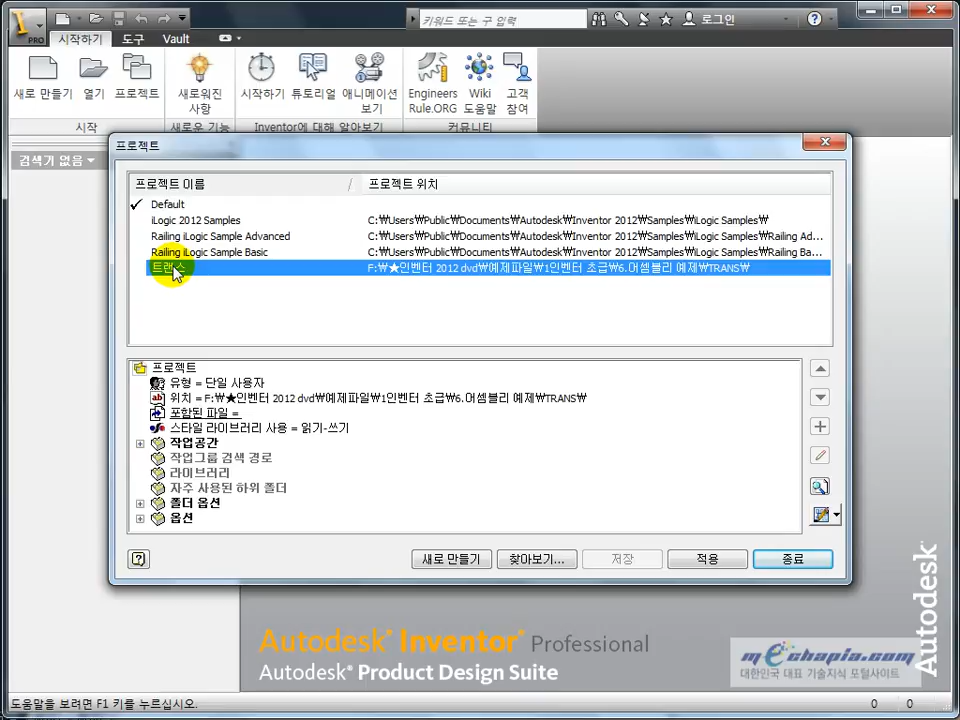 PRO
키워드 또는 구 입력
로그인
시작하기 도구 Vault
새로 만들기 열기 프로젝트 새로워진 사항 시작하기 튜토리얼 애니메이션 보기 Engineers Rule.ORG Wiki 도움말 고객 참여
시작 새로운 기능 Inventor에 대해 알아보기 커뮤니티
검색기 없음
프로젝트
프로젝트 이름 / 프로젝트 위치
Default
iLogic 2012 Samples C:₩Users₩Public₩Documents₩Autodesk₩Inventor 2012₩Samples₩iLogic Samples₩
Railing iLogic Sample Advanced C:₩Users₩Public₩Documents₩Autodesk₩Inventor 2012₩Samples₩iLogic Samples₩Railing Ad...
Railing iLogic Sample Basic C:₩Users₩Public₩Documents₩Autodesk₩Inventor 2012₩Samples₩iLogic Samples₩Railing Ba...
트랜스 F:₩★인벤터 2012 dvd₩예제파일₩1인벤터 초급₩6.어셈블리 예제₩TRANS₩
프로젝트
유형 = 단일 사용자
위치 = F:₩★인벤터 2012 dvd₩예제파일₩1인벤터 초급₩6.어셈블리 예제₩TRANS₩
포함된 파일 =
스타일 라이브러리 사용 = 읽기-쓰기
작업공간
작업그룹 검색 경로
라이브러리
자주 사용된 하위 폴더
폴더 옵션
옵션
새로 만들기 찾아보기... 저장 적용 종료
Autodesk® Inventor® Professional
Autodesk® Product Design Suite
Autodesk®
mechapia.com
대한민국 대표 기술지식 포털사이트
도움말을 보려면 F1 키를 누르십시오. 0 0